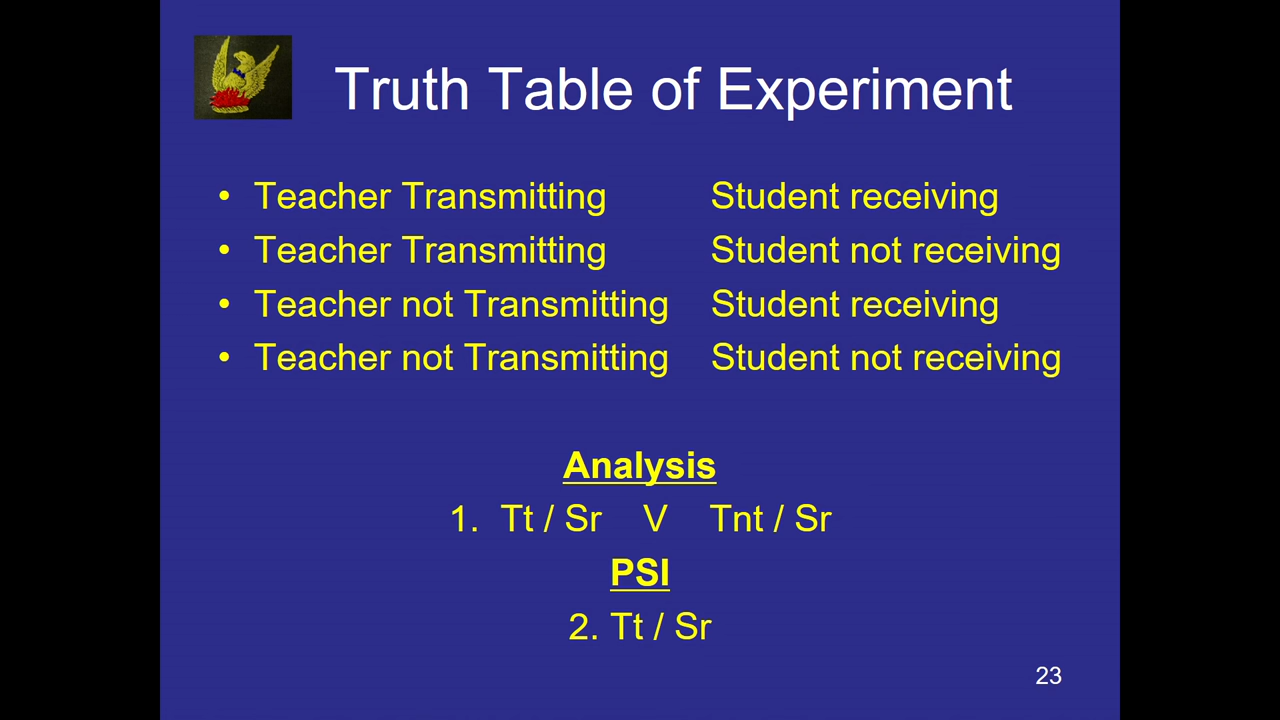 Truth Table of Experiment
• Teacher Transmitting Student receiving
• Teacher Transmitting Student not receiving
• Teacher not Transmitting Student receiving
• Teacher not Transmitting Student not receiving
Analysis
1. Tt / Sr V Tnt / Sr
PSI
2. Tt / Sr
23